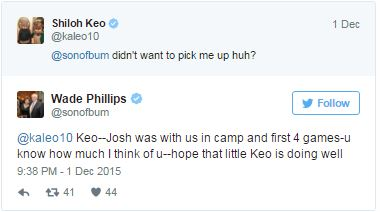 Shiloh Keo
1 Dec
@kaleo10
@sonofbum didn't want to pick me up huh?
Wade Phillips
Follow
@sonofbum
@kaleo10 Keo--Josh was with us in camp and first 4 games-u
know how much I think of u--hope that little Keo is doing well
9:38 PM - 1 Dec 2015
41 44